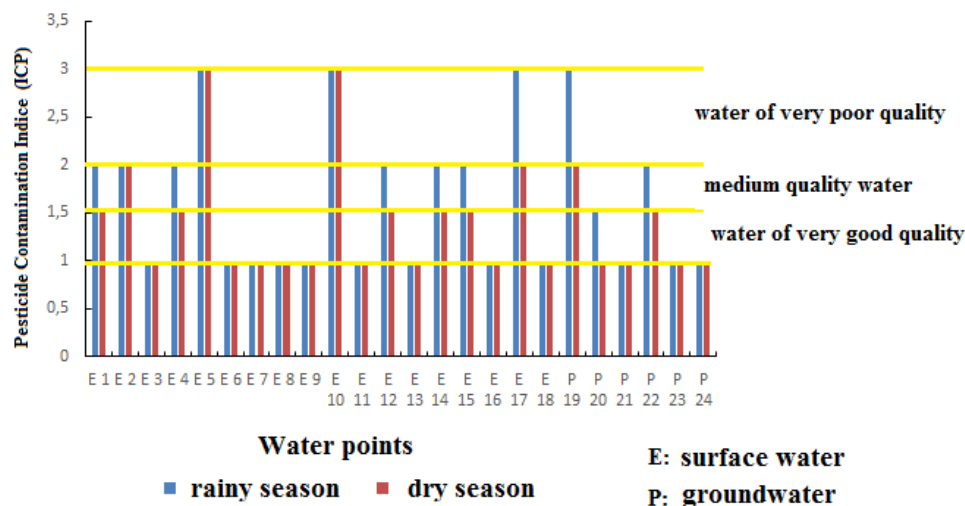 Pesticide Contamination Indice (ICP)
3,5
3
2,5
2
1,5
1
0,5
0
water of very poor quality
medium quality water
water of very good quality
E 1 E 2 E 3 E 4 E 5 E 6 E 7 E 8 E 9 E 10 E 11 E 12 E 13 E 14 E 15 E 16 E 17 E 18 P 19 P 20 P 21 P 22 P 23 P 24
Water points
rainy season dry season
E: surface water
P: groundwater